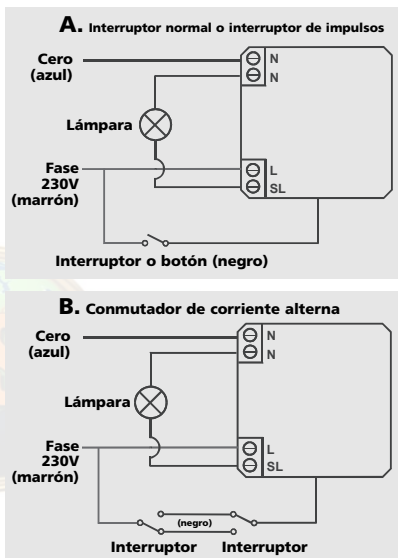 A. Interruptor normal o interruptor de impulsos
Cero
(azul)
N
N
Lámpara
Fase
230V
(marrón)
L
SL
Interruptor o botón (negro)
B. Conmutador de corriente alterna
Cero
(azul)
N
N
Lámpara
Fase
230V
(marrón)
L
SL
(negro)
Interruptor Interruptor